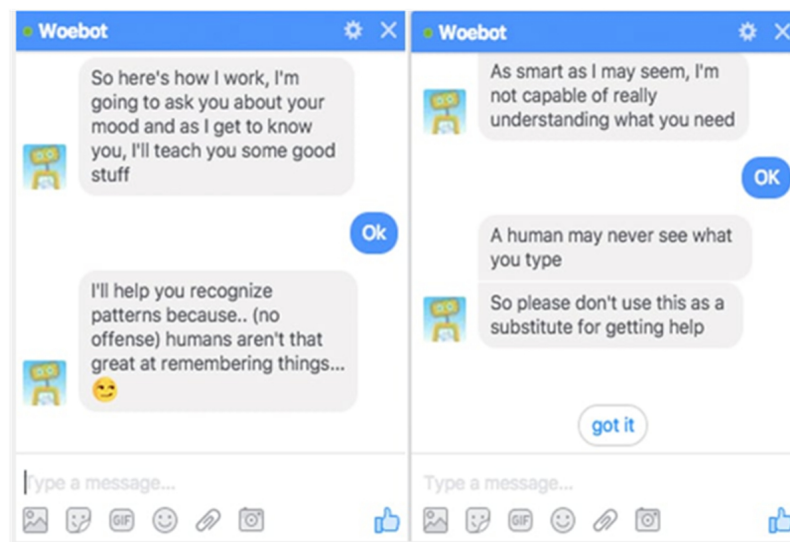 Woebot
So here's how I work, I'm
going to ask you about your
mood and as I get to know
you, I'll teach you some good
stuff
Ok
I'll help you recognize
patterns because.. (no
offense) humans aren't that
great at remembering things...
Type a message...
GIF
Woebot
As smart as I may seem, I'm
not capable of really
understanding what you need
OK
A human may never see what
you type
So please don't use this as a
substitute for getting help
got it
Type a message...
GIF